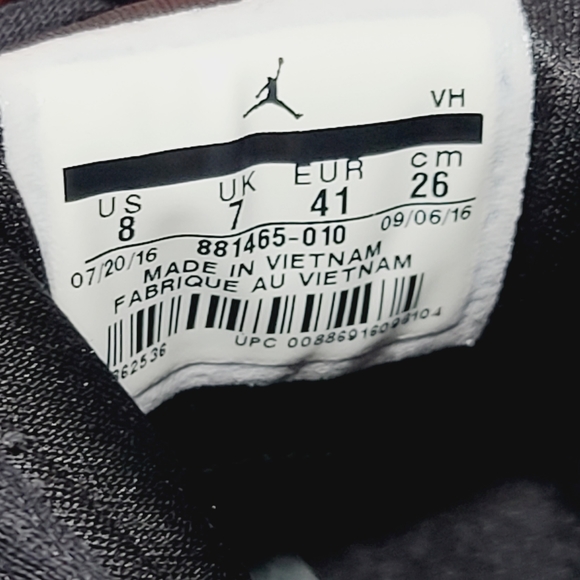 VH
US UK EUR cm
8 7 41 26
07/20/16 881465-010 09/06/16
MADE IN VIETNAM
FABRIQUE AU VIETNAM
UPC